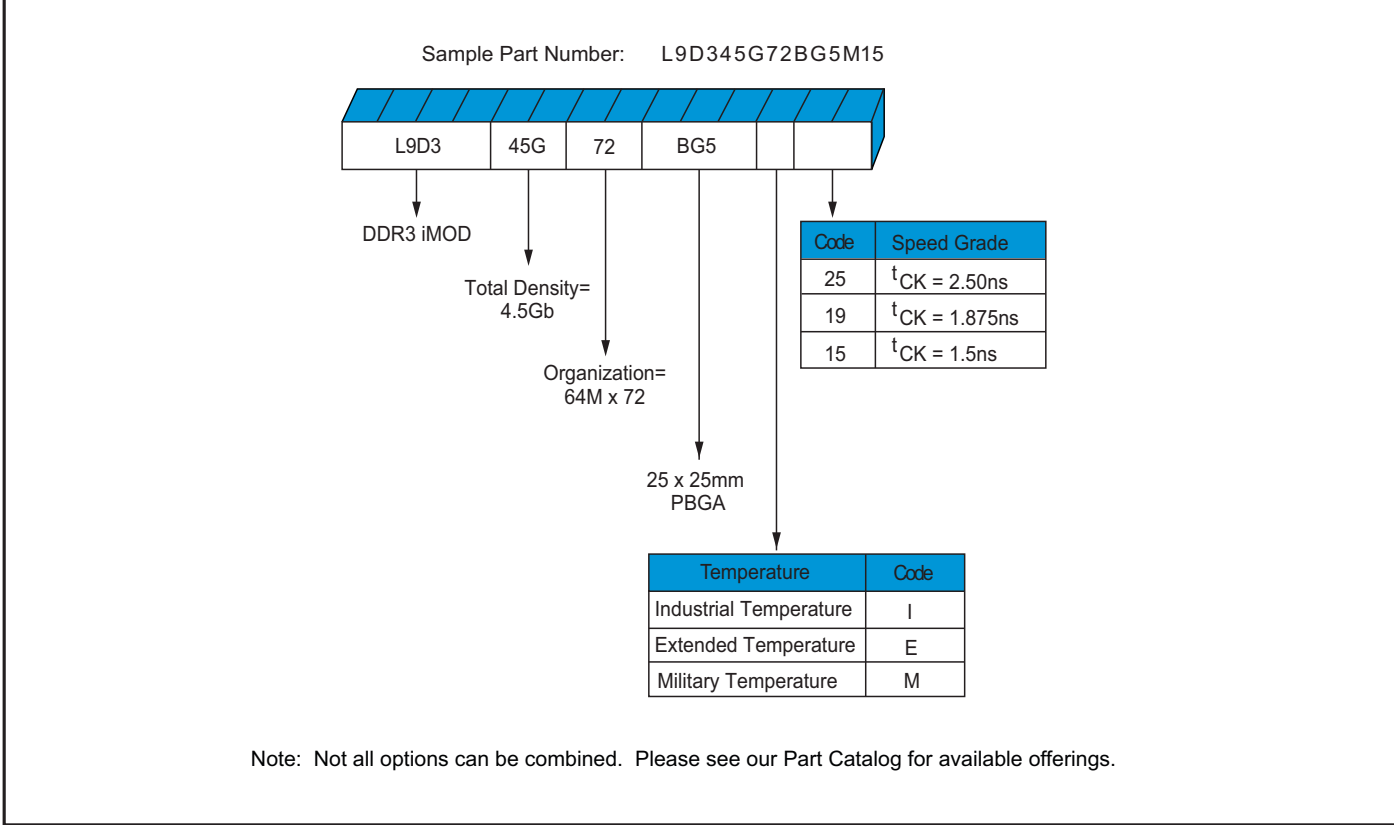 Sample Part Number: L9D345G72BG5M15
L9D3 45G 72 BG5
DDR3 iMOD
Total Density=
4.5Gb
Organization=
64M x 72
25 x 25mm
PBGA
Code Speed Grade
25 tCK = 2.50ns
19 tCK = 1.875ns
15 tCK = 1.5ns
Temperature Code
Industrial Temperature I
Extended Temperature E
Military Temperature M
Note: Not all options can be combined. Please see our Part Catalog for available offerings.